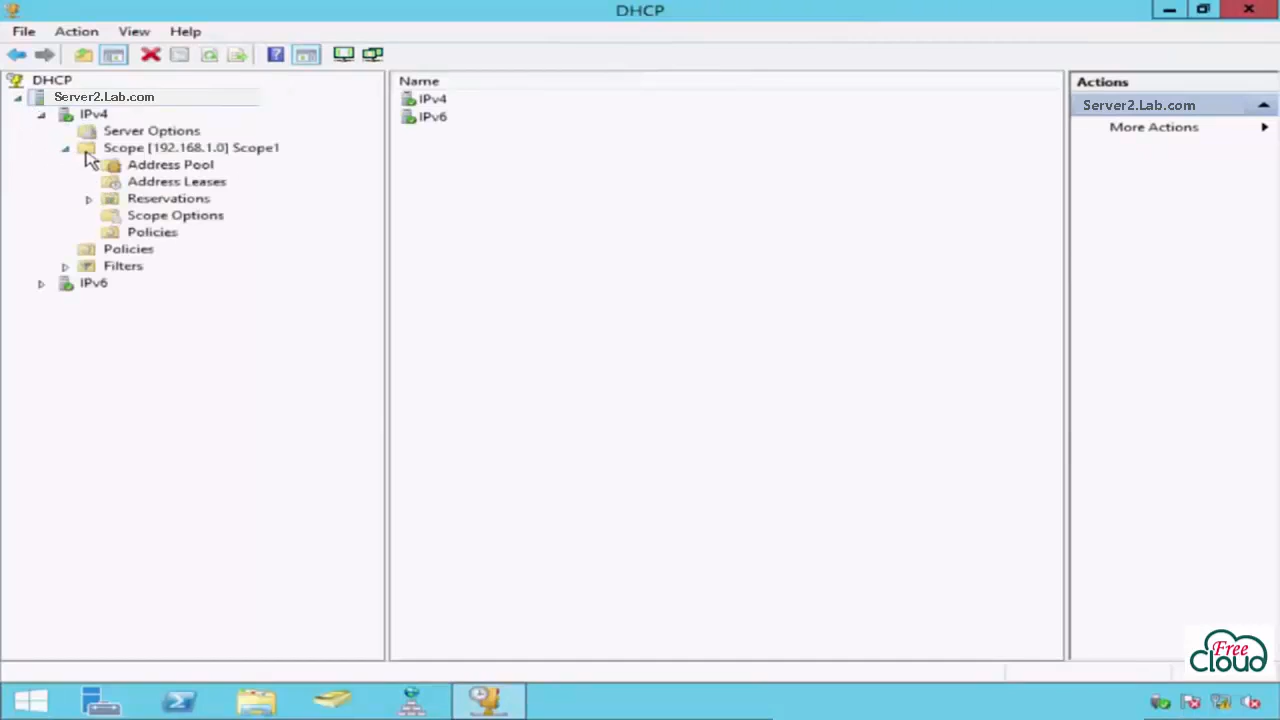 DHCP
File Action View Help
DHCP
Server2.Lab.com
IPv4
Server Options
Scope [192.168.1.0] Scope1
Address Pool
Address Leases
Reservations
Scope Options
Policies
Policies
Filters
IPv6
Name
IPv4
IPv6
Actions
Server2.Lab.com
More Actions
Free
Cloud